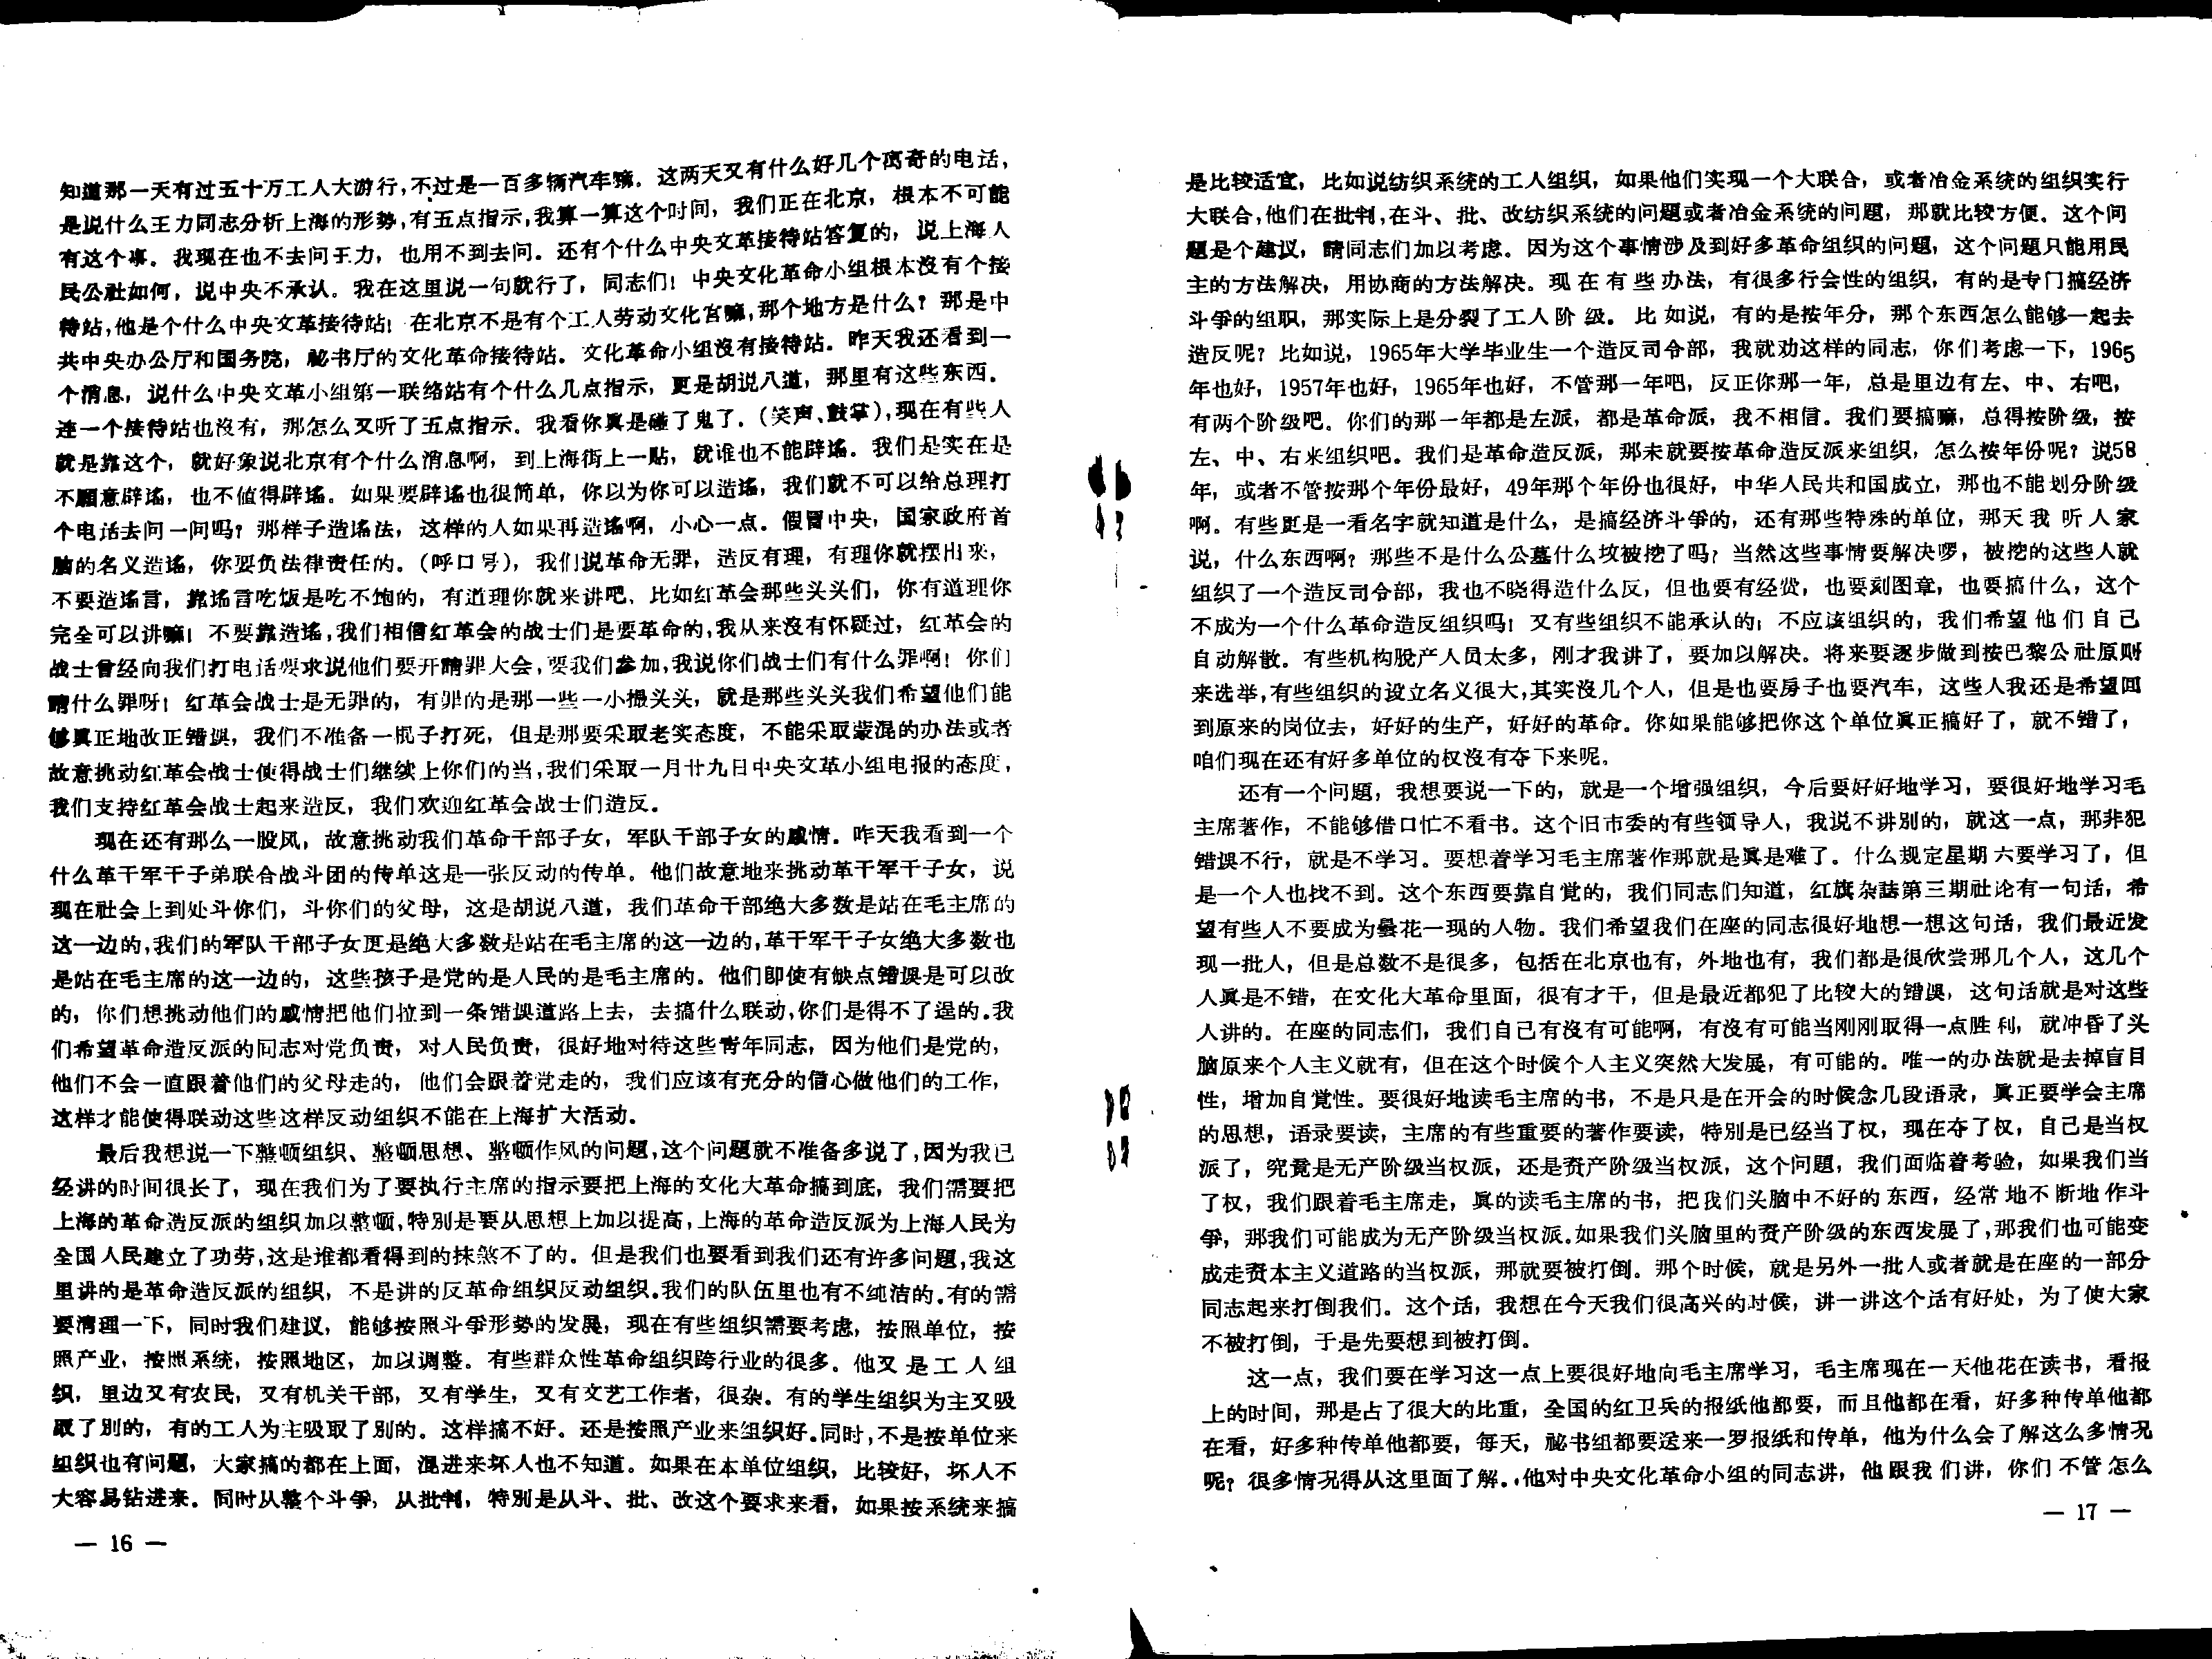 知道那一天有过五十万工人大游行，不过是一百多辆汽车嘛．这两天又有什么好几个离奇的电话，
是说什么王力同志分析上海的形势，有五点指示，我算一算这个时间，我们正在北京，根本不可能
有这个事．我现在也不去问王力，也用不到去问．还有个什么中央文革接待站答复的，说上海人
民公社如何，说中央不承认．我在这里说一句就行了，同志们！中央文化革命小组根本没有个接
待站，他是个什么中央文革接待站！在北京不是有个工人劳动文化宫嘛，那个地方是什么？那是中
共中央办公厅和国务院，秘书厅的文化革命接待站．文化革命小组没有接待站．昨天我还看到一
个消息，说什么中央文革小组第一联络站有个什么几点指示，更是胡说八道，那里有这些东西．
连一个接待站也没有，那怎么又听了五点指示．我看你真是碰了鬼了．（笑声、鼓掌），现在有些人
就是靠这个，就好象说北京有个什么消息啊，到上海街上一贴，就谁也不能辟谣．我们是实在是
不愿意辟谣，也不值得辟谣．如果要辟谣也很简单，你以为你可以造谣，我们就不可以给总理打
个电话去问一问吗？那样子造谣法，这样的人如果再造谣啊，小心一点．假冒中央，国家政府首
脑的名义造谣，你要负法律责任的．（呼口号），我们说革命无罪，造反有理，有理你就摆出来，
不要造谣言，靠谣言吃饭是吃不饱的，有道理你就来讲吧．比如红革会那些头头们，你有道理你
完全可以讲嘛！不要靠造谣，我们相信红革会的战士们是要革命的，我从来没有怀疑过，红革会的
战士曾经向我们打电话要求说他们要开请罪大会，要我们参加，我说你们战士们有什么罪啊！你们
请什么罪呀！红革会战士是无罪的，有罪的是那一些一小撮头头，就是那些头头我们希望他们能
够真正地改正错误，我们不准备一棍子打死，但是那要采取老实态度，不能采取蒙混的办法或者
故意挑动红革会战士使得战士们继续上你们的当，我们采取一月廿九日中央文革小组电报的态度，
我们支持红革会战士起来造反，我们欢迎红革会战士们造反．
现在还有那么一股风，故意挑动我们革命干部子女，军队干部子女的感情．昨天我看到一个
什么革干军干子弟联合战斗团的传单这是一张反动的传单．他们故意地来挑动革干军干子女，说
现在社会上到处斗你们，斗你们的父母，这是胡说八道，我们革命干部绝大多数是站在毛主席的
这一边的，我们的军队干部子女更是绝大多数是站在毛主席的这一边的，革干军干子女绝大多数也
是站在毛主席的这一边的，这些孩子是党的是人民的是毛主席的．他们即使有缺点错误是可以改
的，你们想挑动他们的感情把他们拉到一条错误道路上去，去搞什么联动，你们是得不了逞的．我
们希望革命造反派的同志对党负责，对人民负责，很好地对待这些青年同志，因为他们是党的，
他们不会一直跟着他们的父母走的，他们会跟着党走的，我们应该有充分的信心做他们的工作，
这样才能使得联动这些这样反动组织不能在上海扩大活动．
最后我想说一下整顿组织、整顿思想、整顿作风的问题，这个问题就不准备多说了，因为我已
经讲的时间很长了，现在我们为了要执行主席的指示要把上海的文化大革命搞到底，我们需要把
上海的革命造反派的组织加以整顿，特别是要从思想上加以提高，上海的革命造反派为上海人民为
全国人民建立了功劳，这是谁都看得到的抹煞不了的．但是我们也要看到我们还有许多问题，我这
里讲的是革命造反派的组织，不是讲的反革命组织反动组织．我们的队伍里也有不纯洁的．有的需
要清理一下，同时我们建议，能够按照斗争形势的发展，现在有些组织需要考虑，按照单位，按
照产业，按照系统，按照地区，加以调整．有些群众性革命组织跨行业的很多．他又是工人组
织，里边又有农民，又有机关干部，又有学生，又有文艺工作者，很杂．有的学生组织为主又吸
取了别的，有的工人为主吸取了别的．这样搞不好．还是按照产业来组织好．同时，不是按单位来
组织也有问题，大家搞的都在上面，混进来坏人也不知道．如果在本单位组织，比较好，坏人不
大容易钻进来．同时从整个斗争，从批判，特别是从斗、批、改这个要求来看，如果按系统来搞
— 16 —
是比较适宜，比如说纺织系统的工人组织，如果他们实现一个大联合，或者冶金系统的组织实行
大联合，他们在批判，在斗、批、改纺织系统的问题或者冶金系统的问题，那就比较方便．这个问
题是个建议，请同志们加以考虑．因为这个事情涉及到好多革命组织的问题，这个问题只能用民
主的方法解决，用协商的方法解决．现在有些办法，有很多行会性的组织，有的是专门搞经济
斗争的组职，那实际上是分裂了工人阶级．比如说，有的是按年分，那个东西怎么能够一起去
造反呢？比如说，1965年大学毕业生一个造反司令部，我就劝这样的同志，你们考虑一下，1965
年也好，1957年也好，1965年也好，不管那一年吧，反正你那一年，总是里边有左、中、右吧，
有两个阶级吧．你们的那一年都是左派，都是革命派，我不相信．我们要搞嘛，总得按阶级，按
左、中、右来组织吧．我们是革命造反派，那末就要按革命造反派来组织，怎么按年份呢？说58
年，或者不管按那个年份最好，49年那个年份也很好，中华人民共和国成立，那也不能划分阶级
啊．有些更是一看名字就知道是什么，是搞经济斗争的，还有那些特殊的单位，那天我听人家
说，什么东西啊？那些不是什么公墓什么坟被挖了吗？当然这些事情要解决啰，被挖的这些人就
组织了一个造反司令部，我也不晓得造什么反，但也要有经费，也要刻图章，也要搞什么，这个
不成为一个什么革命造反组织吗！又有些组织不能承认的；不应该组织的，我们希望他们自己
自动解散．有些机构脱产人员太多，刚才我讲了，要加以解决．将来要逐步做到按巴黎公社原则
来选举，有些组织的设立名义很大，其实没几个人，但是也要房子也要汽车，这些人我还是希望回
到原来的岗位去，好好的生产，好好的革命．你如果能够把你这个单位真正搞好了，就不错了，
咱们现在还有好多单位的权没有夺下来呢．
还有一个问题，我想要说一下的，就是一个增强组织，今后要好好地学习，要很好地学习毛
主席著作，不能够借口忙不看书．这个旧市委的有些领导人，我说不讲别的，就这一点，那非犯
错误不行，就是不学习．要想着学习毛主席著作那就是真是难了．什么规定星期六要学习了，但
是一个人也找不到．这个东西要靠自觉的，我们同志们知道，红旗杂志第三期社论有一句话，希
望有些人不要成为昙花一现的人物．我们希望我们在座的同志很好地想一想这句话，我们最近发
现一批人，但是总数不是很多，包括在北京也有，外地也有，我们都是很欣尝那几个人，这几个
人真是不错，在文化大革命里面，很有才干，但是最近都犯了比较大的错误，这句话就是对这些
人讲的．在座的同志们，我们自己有没有可能啊，有没有可能当刚刚取得一点胜利，就冲昏了头
脑原来个人主义就有，但在这个时候个人主义突然大发展，有可能的．唯一的办法就是去掉盲目
性，增加自觉性．要很好地读毛主席的书，不是只是在开会的时候念几段语录，真正要学会主席
的思想，语录要读，主席的有些重要的著作要读，特别是已经当了权，现在夺了权，自己是当权
派了，究竟是无产阶级当权派，还是资产阶级当权派，这个问题，我们面临着考验，如果我们当
了权，我们跟着毛主席走，真的读毛主席的书，把我们头脑中不好的东西，经常地不断地作斗
争，那我们可能成为无产阶级当权派．如果我们头脑里的资产阶级的东西发展了，那我们也可能变
成走资本主义道路的当权派，那就要被打倒．那个时候，就是另外一批人或者就是在座的一部分
同志起来打倒我们．这个话，我想在今天我们很高兴的时候，讲一讲这个话有好处，为了使大家
不被打倒，于是先要想到被打倒．
这一点，我们要在学习这一点上要很好地向毛主席学习，毛主席现在一天他花在读书，看报
上的时间，那是占了很大的比重，全国的红卫兵的报纸他都要，而且他都在看，好多种传单他都
在看，好多种传单他都要，每天，秘书组都要送来一罗报纸和传单，他为什么会了解这么多情况
呢？很多情况得从这里面了解．他对中央文化革命小组的同志讲，他跟我们讲，你们不管怎么
— 17 —